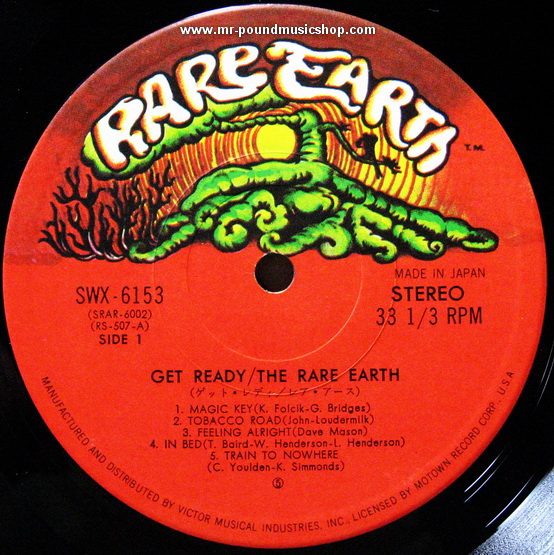 www.mr-poundmusicshop.com
RARE EARTH
T.M.
MADE IN JAPAN
SWX-6153
STEREO
(SRAR-6002)
33 1/3 RPM
(RS-507-A)
SIDE 1
GET READY/THE RARE EARTH
(ゲット・レディ/レア・アース)
1. MAGIC KEY(K. Folcik-G. Bridges)
2. TOBACCO ROAD(John-Loudermilk)
3. FEELING ALRIGHT(Dave Mason)
4. IN BED(T. Baird-W. Henderson-L. Henderson)
5. TRAIN TO NOWHERE
(C. Youlden-K. Simmonds)
⑤
MANUFACTURED AND DISTRIBUTED BY VICTOR MUSICAL INDUSTRIES, INC., LICENSED BY MOTOWN RECORD CORP. U.S.A